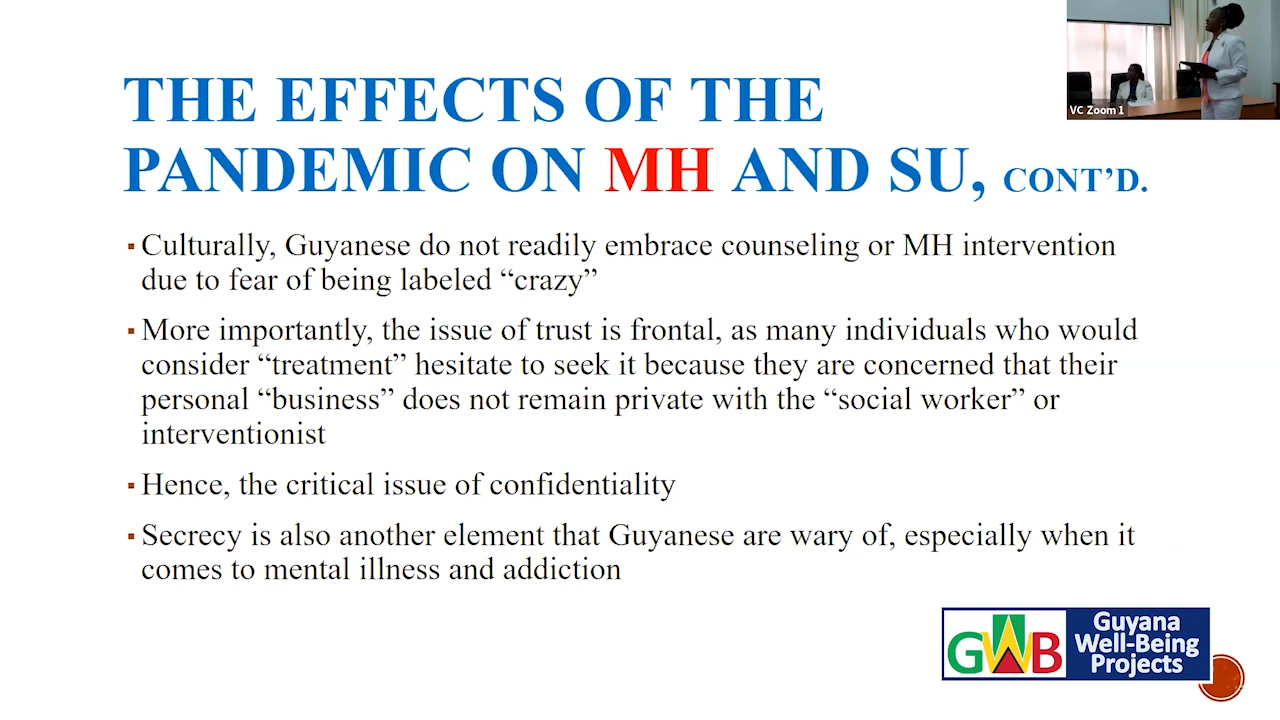 VC Zoom 1
THE EFFECTS OF THE
PANDEMIC ON MH AND SU, CONT’D.
▪ Culturally, Guyanese do not readily embrace counseling or MH intervention
due to fear of being labeled “crazy”
▪ More importantly, the issue of trust is frontal, as many individuals who would
consider “treatment” hesitate to seek it because they are concerned that their
personal “business” does not remain private with the “social worker” or
interventionist
▪ Hence, the critical issue of confidentiality
▪ Secrecy is also another element that Guyanese are wary of, especially when it
comes to mental illness and addiction
GWB
Guyana
Well-Being
Projects